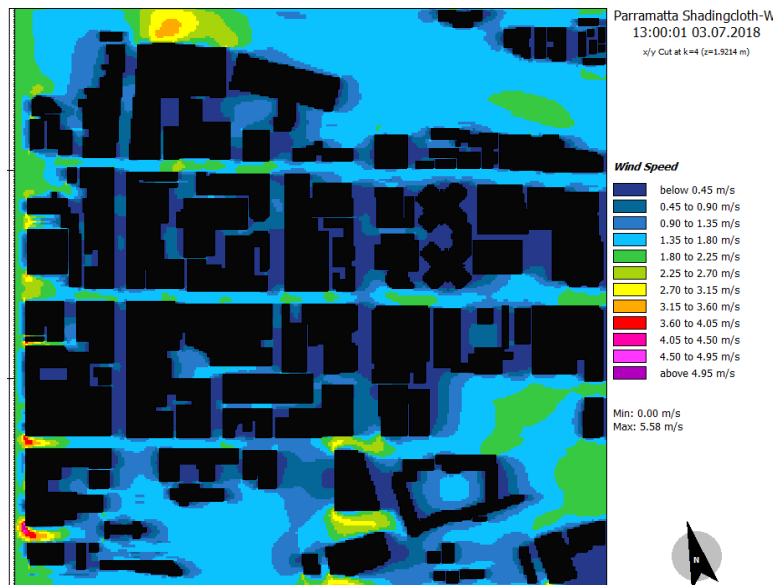 Parramatta Shadingcloth-W
13:00:01 03.07.2018
x/y Cut at k=4 (z=1.9214 m)
Wind Speed
below 0.45 m/s
0.45 to 0.90 m/s
0.90 to 1.35 m/s
1.35 to 1.80 m/s
1.80 to 2.25 m/s
2.25 to 2.70 m/s
2.70 to 3.15 m/s
3.15 to 3.60 m/s
3.60 to 4.05 m/s
4.05 to 4.50 m/s
4.50 to 4.95 m/s
above 4.95 m/s
Min: 0.00 m/s
Max: 5.58 m/s
N